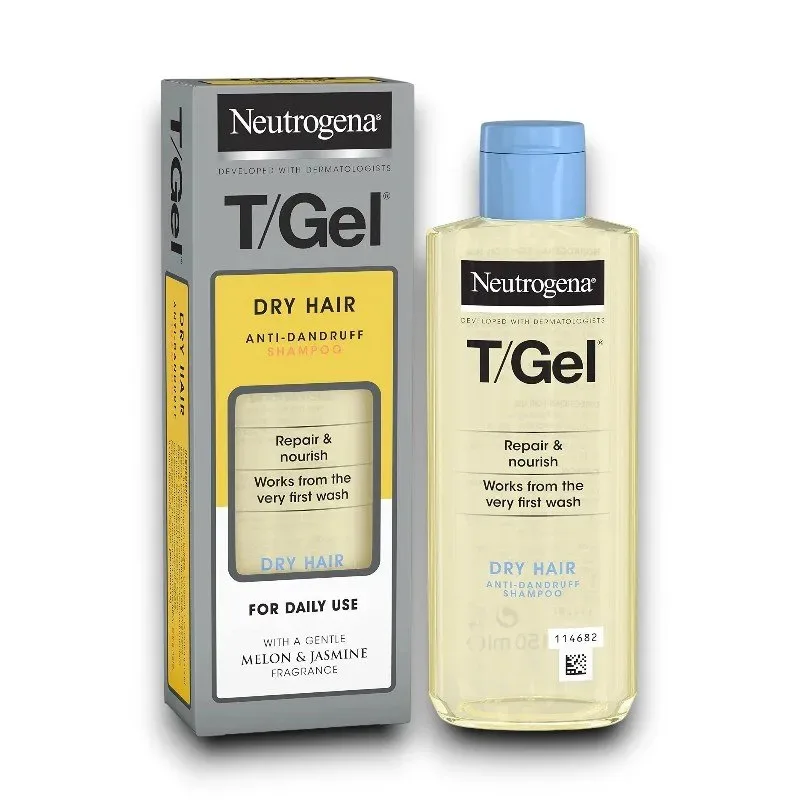 Neutrogena®
DEVELOPED WITH DERMATOLOGISTS
T/Gel®
DRY HAIR
ANTI-DANDRUFF
SHAMPOO
Repair &
nourish
Works from the
very first wash
DRY HAIR
FOR DAILY USE
WITH A GENTLE
MELON & JASMINE
FRAGRANCE
T/Gel®
DRY HAIR
ANTI-DANDRUFF
Neutrogena®
DEVELOPED WITH DERMATOLOGISTS
T/Gel®
Repair &
nourish
Works from the
very first wash
DRY HAIR
ANTI-DANDRUFF
SHAMPOO
150 ml
114682